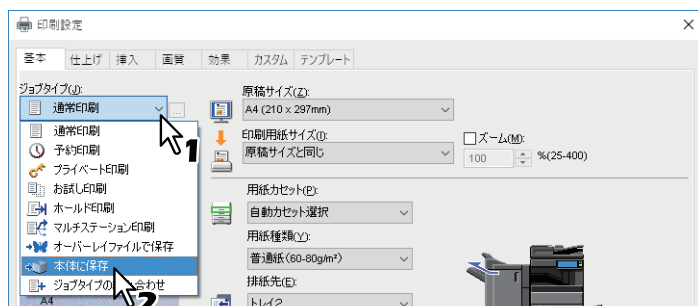 印刷設定
基本 仕上げ 挿入 画質 効果 カスタム テンプレート
ジョブタイプ(J):
通常印刷
...
通常印刷
予約印刷
プライベート印刷
お試し印刷
ホールド印刷
マルチステーション印刷
オーバーレイファイルで保存
本体に保存
ジョブタイプの 合わせ
A4
1
2
原稿サイズ(Z):
A4 (210 x 297mm)
印刷用紙サイズ(I):
原稿サイズと同じ
ズーム(M):
100 %(25-400)
用紙カセット(P):
自動カセット選択
用紙種類(Y):
普通紙(60-80g/m²)
排紙先(E):
トレイ2